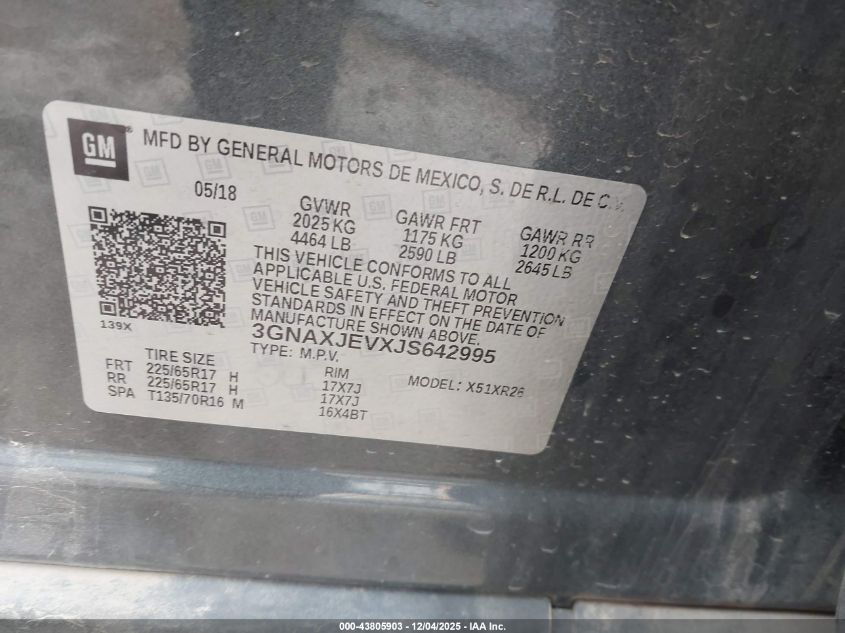 GM
MFD BY GENERAL MOTORS DE MEXICO, S. DE R.L. DE C.V.
05/18
GVWR
2025 KG
4464 LB
GAWR FRT
1175 KG
2590 LB
GAWR RR
1200 KG
2645 LB
THIS VEHICLE CONFORMS TO ALL
APPLICABLE U.S. FEDERAL MOTOR
VEHICLE SAFETY AND THEFT PREVENTION
STANDARDS IN EFFECT ON THE DATE OF
MANUFACTURE SHOWN ABOVE.
3GNAXJEVXJS642995
TYPE: M.P.V.
139X
TIRE SIZE RIM MODEL: X51XR26
FRT 225/65R17 H 17X7J
RR 225/65R17 H 17X7J
SPA T135/70R16 M 16X4BT
000-43805903 - 12/04/2025 - IAA Inc.